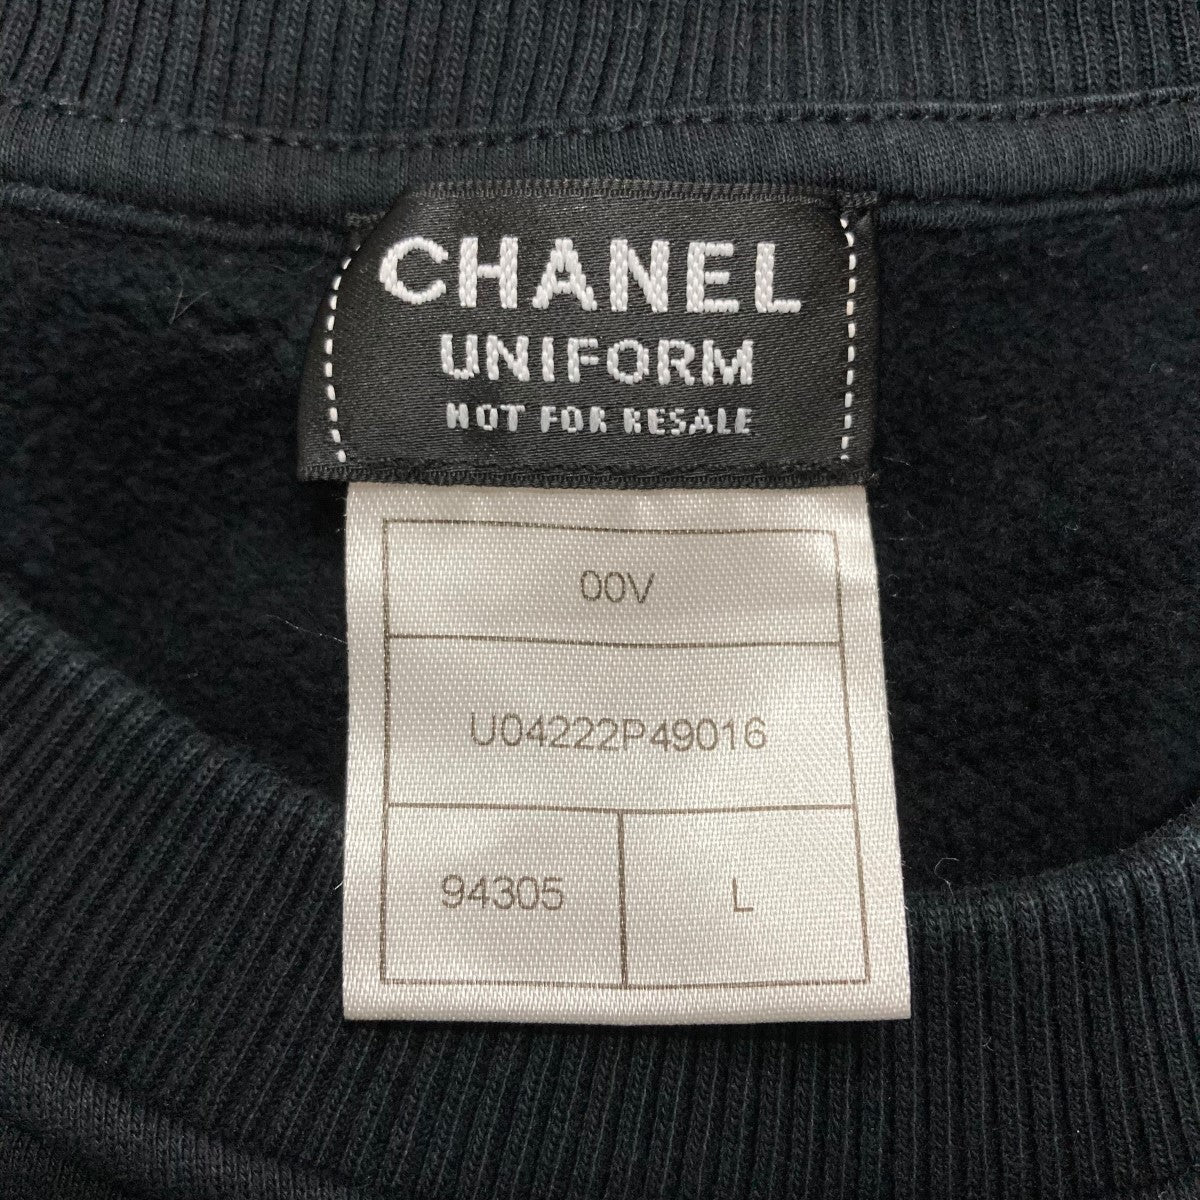 CHANEL
UNIFORM
NOT FOR RESALE
00V
U04222P49016
94305 L